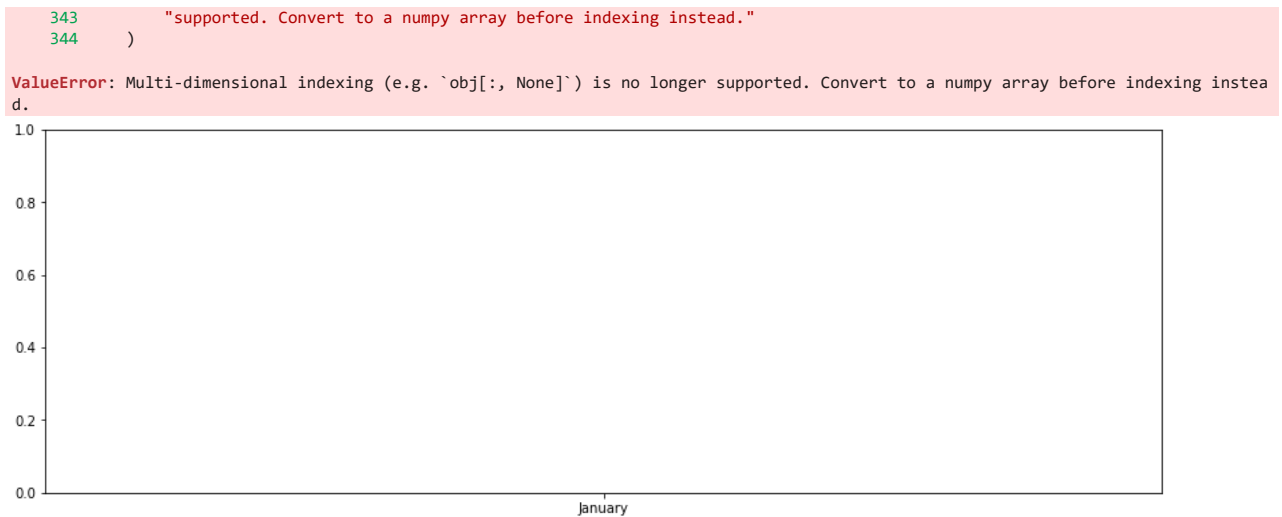 343 "supported. Convert to a numpy array before indexing instead."
344 )
ValueError: Multi-dimensional indexing (e.g. `obj[:, None]`) is no longer supported. Convert to a numpy array before indexing instea
d.
1.0
0.8
0.6
0.4
0.2
0.0
January